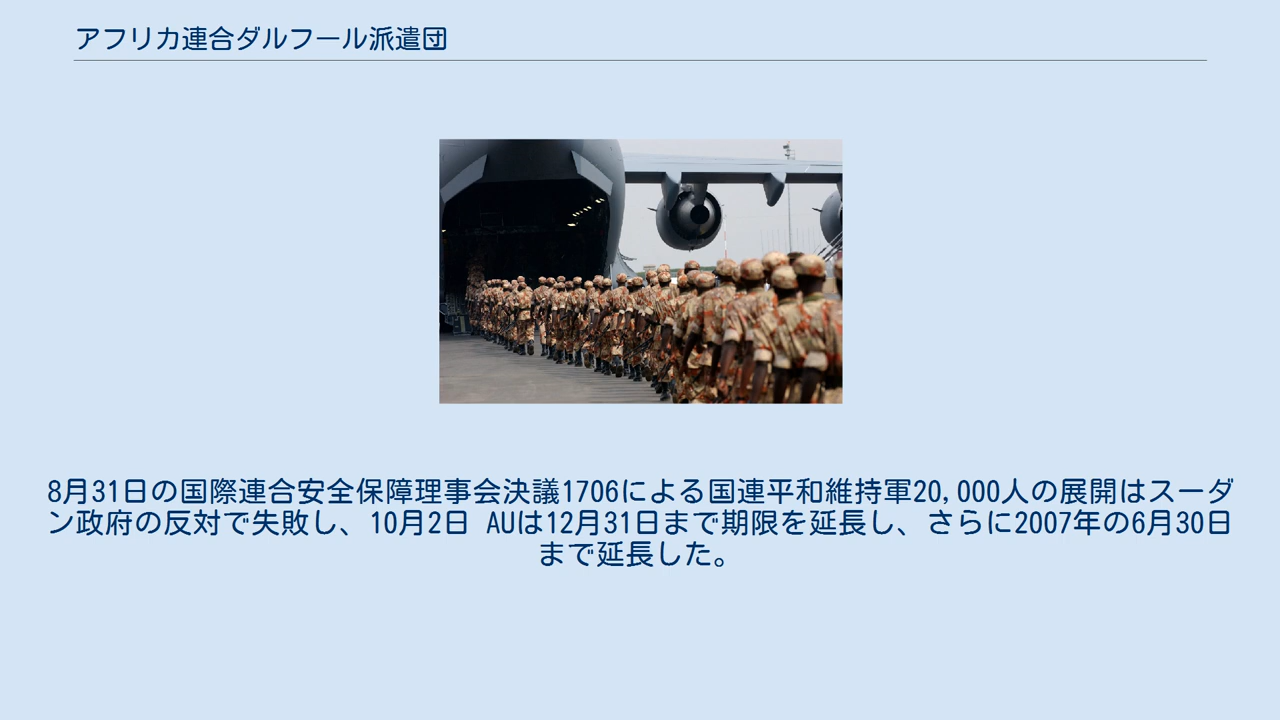 アフリカ連合ダルフール派遣団
8月31日の国際連合安全保障理事会決議1706による国連平和維持軍20,000人の展開はスーダ
ン政府の反対で失敗し、10月2日 AUは12月31日まで期限を延長し、さらに2007年の6月30日
まで延長した。